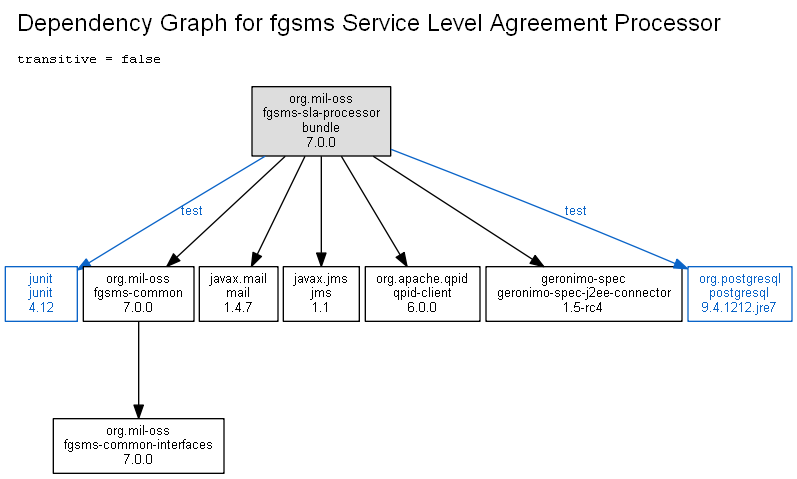 Dependency Graph for fgsms Service Level Agreement Processor
transitive = false
org.mil-oss
fgsms-sla-processor
bundle
7.0.0
test
test
junit
junit
4.12
org.mil-oss
fgsms-common
7.0.0
javax.mail
mail
1.4.7
javax.jms
jms
1.1
org.apache.qpid
qpid-client
6.0.0
geronimo-spec
geronimo-spec-j2ee-connector
1.5-rc4
org.postgresql
postgresql
9.4.1212.jre7
org.mil-oss
fgsms-common-interfaces
7.0.0